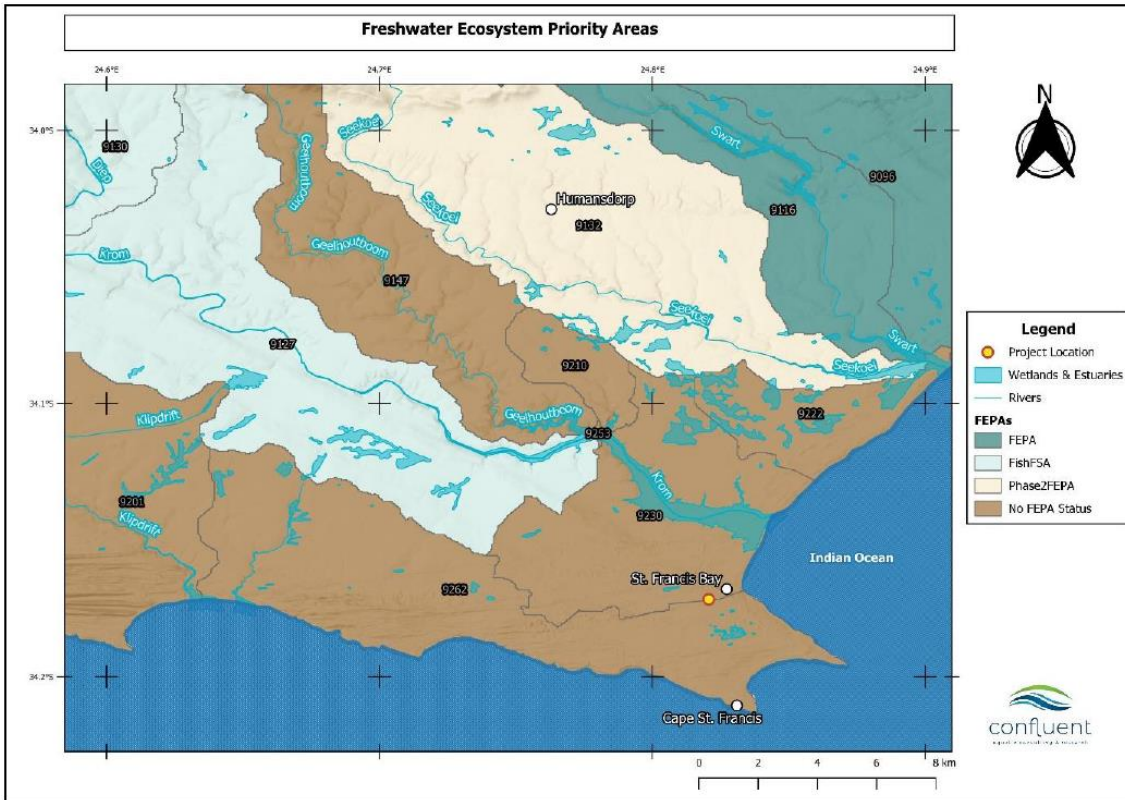 Freshwater Ecosystem Priority Areas
24.6°E
24.7°E
24.8°E
24.9°E
34.0°S
34.1°S
34.2°S
9130
Diep
Geelhoutboom
Seekoei
Swart
9096
9116
Humansdorp
9132
Seekoei
Krom
Geelhoutboom
9147
Seekoei
Swart
9127
9210
Seekoei
Klipdrift
Geelhoutboom
9222
9253
Krom
9201
Klipdrift
9230
Indian Ocean
St. Francis Bay
9262
Cape St. Francis
N
Legend
Project Location
Wetlands & Estuaries
Rivers
FEPAs
FEPA
FishFSA
Phase2FEPA
No FEPA Status
confluent
0 2 4 6 8 km